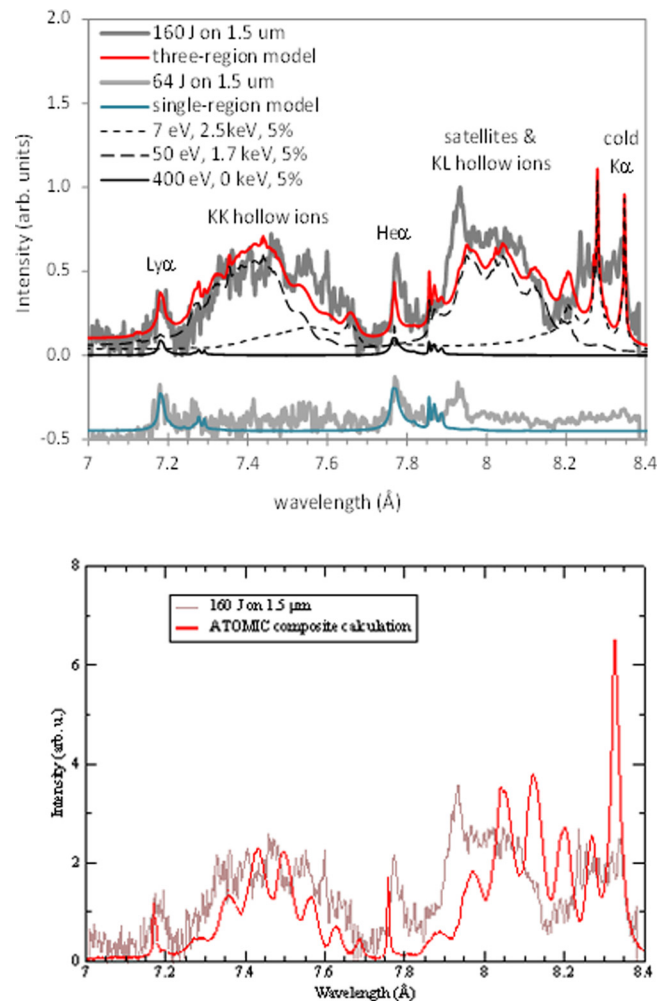 2.0
160 J on 1.5 um
three-region model
64 J on 1.5 um
single-region model
7 eV, 2.5keV, 5%
50 eV, 1.7 keV, 5%
400 eV, 0 keV, 5%
1.5
1.0
0.5
0.0
-0.5
Intensity (arb. units)
satellites &
KL hollow ions
cold
Kα
KK hollow ions
Heα
Lyα
7 7.2 7.4 7.6 7.8 8 8.2 8.4
wavelength (Å)
8
6
4
2
0
Intensity (arb. u.)
160 J on 1.5 μm
ATOMIC composite calculation
7 7.2 7.4 7.6 7.8 8 8.2 8.4
Wavelength (Å)